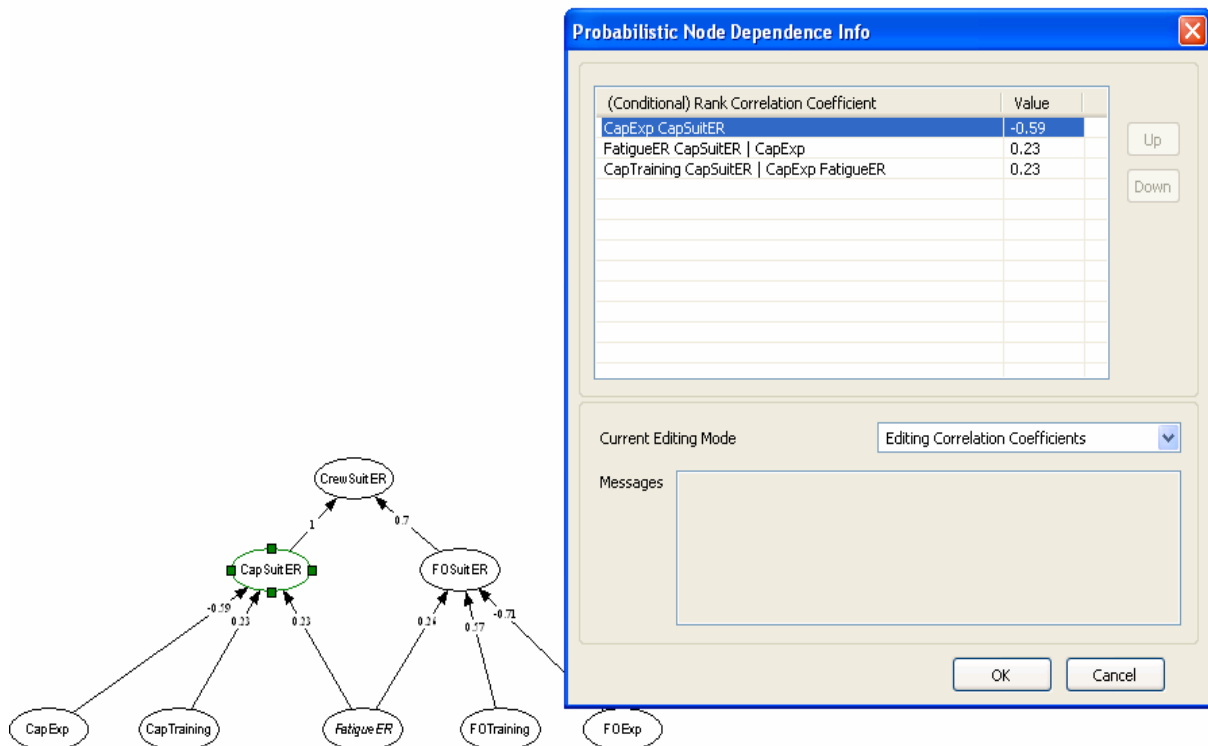 Probabilistic Node Dependence Info
(Conditional) Rank Correlation Coefficient Value
CapExp CapSuitER -0.59
FatigueER CapSuitER | CapExp 0.23
CapTraining CapSuitER | CapExp FatigueER 0.23
Up
Down
Current Editing Mode Editing Correlation Coefficients
Messages
OK Cancel
CrewSuitER
1 0.7
CapSuitER FOSuitER
-0.59 0.23 0.23 0.26 0.57 -0.71
CapExp CapTraining FatigueER FOTraining FOExp